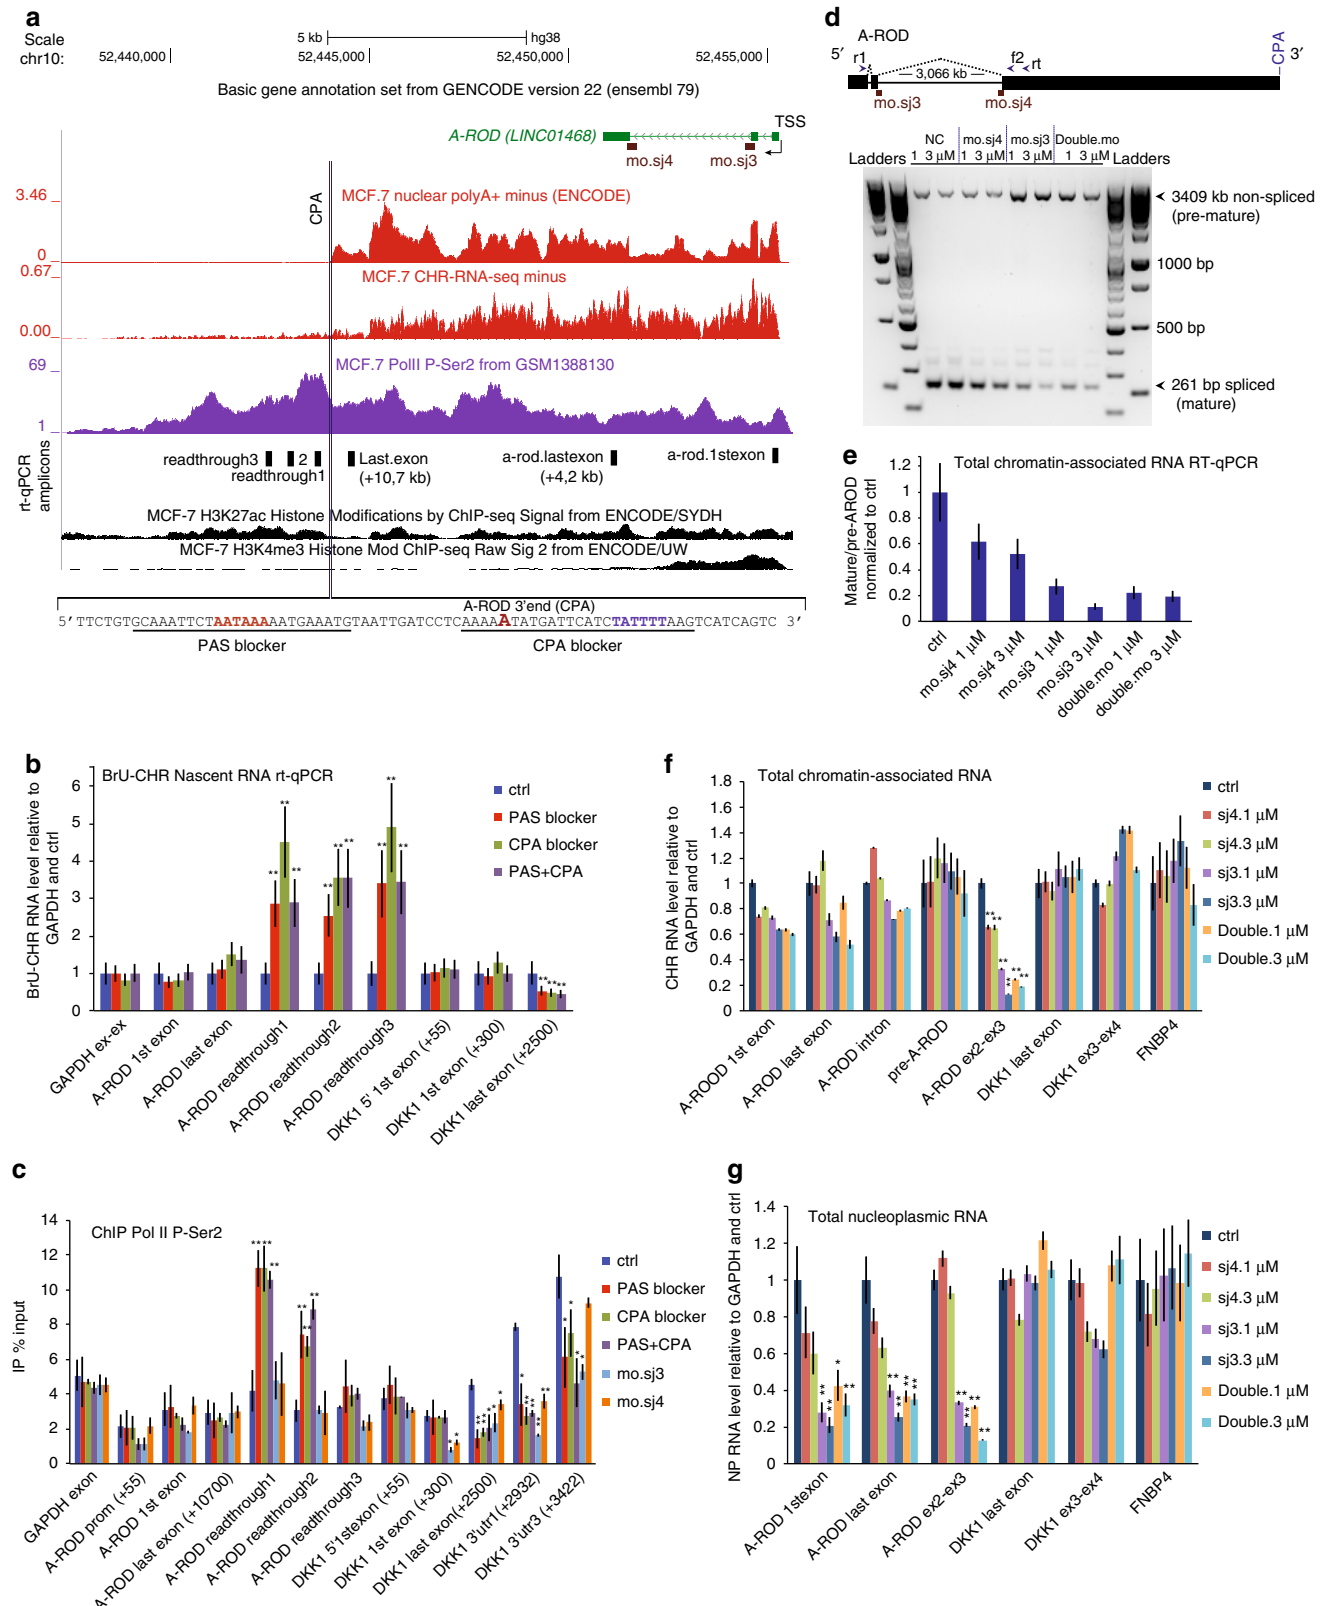 a
Scale
5 kb
hg38
chr10:
52,440,000
52,445,000
52,450,000
52,455,000
Basic gene annotation set from GENCODE version 22 (ensembl 79)
TSS
A-ROD (LINC01468)
mo.sj4
mo.sj3
CPA
3.46
MCF.7 nuclear polyA+ minus (ENCODE)
0
0.67
MCF.7 CHR-RNA-seq minus
0.00
69
MCF.7 PolII P-Ser2 from GSM1388130
1
rt-qPCR
amplicons
readthrough3
2
readthrough1
Last.exon
(+10,7 kb)
a-rod.lastexon
(+4,2 kb)
a-rod.1stexon
MCF-7 H3K27ac Histone Modifications by ChIP-seq Signal from ENCODE/SYDH
MCF-7 H3K4me3 Histone Mod ChIP-seq Raw Sig 2 from ENCODE/UW
A-ROD 3'end (CPA)
5' TTCTGTGCAAATTCTAATAAAAATGAAATGTAATTGATCCTCAAAAATATGATTCATCTATTTTAAGTCATCAGTC 3'
PAS blocker
CPA blocker
b
BrU-CHR Nascent RNA rt-qPCR
BrU-CHR RNA level relative to
GAPDH and ctrl
6
5
4
3
2
1
0
ctrl
PAS blocker
CPA blocker
PAS+CPA
** ** **
** ** **
** ** **
** ** **
GAPDH ex-ex
A-ROD 1st exon
A-ROD last exon
A-ROD readthrough1
A-ROD readthrough2
A-ROD readthrough3
DKK1 5' 1st exon (+55)
DKK1 1st exon (+300)
DKK1 last exon (+2500)
c
ChIP Pol II P-Ser2
IP % input
14
12
10
8
6
4
2
0
ctrl
PAS blocker
CPA blocker
PAS+CPA
mo.sj3
mo.sj4
GAPDH exon
A-ROD prom (+55)
A-ROD 1st exon
A-ROD last exon (+10700)
A-ROD readthrough1
A-ROD readthrough2
A-ROD readthrough3
DKK1 5'1stexon (+55)
DKK1 1st exon (+300)
DKK1 last exon(+2500)
DKK1 3'utr1 (+2932)
DKK1 3'utr3 (+3422)
d
A-ROD
5'
r1
3,066 kb
f2
rt
CPA
3'
mo.sj3
mo.sj4
NC
mo.sj4
mo.sj3
Double.mo
Ladders
1 3 μM
1 3 μM
1 3 μM
1 3 μM
Ladders
3409 kb non-spliced
(pre-mature)
1000 bp
500 bp
261 bp spliced
(mature)
e
Total chromatin-associated RNA RT-qPCR
Mature/pre-AROD
normalized to ctrl
1.2
1
0.8
0.6
0.4
0.2
0
ctrl
mo.sj4 1 μM
mo.sj4 3 μM
mo.sj3 1 μM
mo.sj3 3 μM
double.mo 1 μM
double.mo 3 μM
f
Total chromatin-associated RNA
CHR RNA level relative to
GAPDH and ctrl
1.8
1.6
1.4
1.2
1
0.8
0.6
0.4
0.2
0
ctrl
sj4.1 μM
sj4.3 μM
sj3.1 μM
sj3.3 μM
Double.1 μM
Double.3 μM
A-ROOD 1st exon
A-ROD last exon
A-ROD intron
pre-A-ROD
A-ROD ex2-ex3
DKK1 last exon
DKK1 ex3-ex4
FNBP4
g
Total nucleoplasmic RNA
NP RNA level relative to GAPDH and ctrl
1.4
1.2
1
0.8
0.6
0.4
0.2
0
ctrl
sj4.1 μM
sj4.3 μM
sj3.1 μM
sj3.3 μM
Double.1 μM
Double.3 μM
A-ROD 1stexon
A-ROD last exon
A-ROD ex2-ex3
DKK1 last exon
DKK1 ex3-ex4
FNBP4